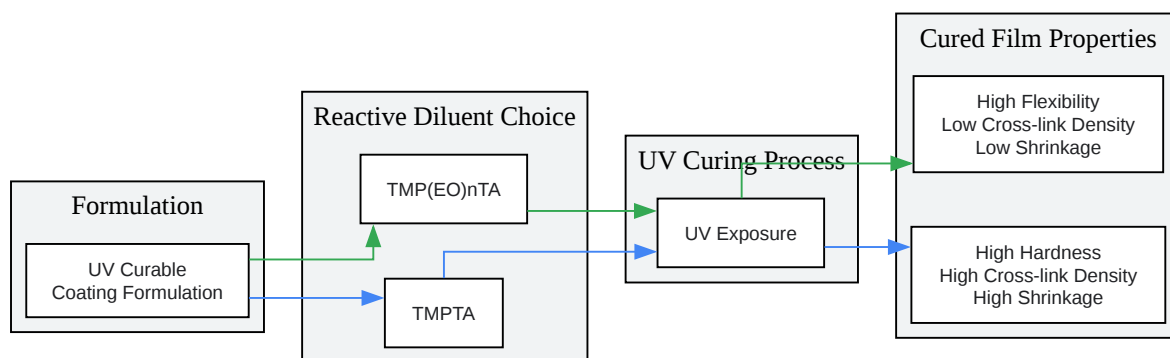 Formulation
UV Curable
Coating Formulation
Reactive Diluent Choice
TMP(EO)nTA
TMPTA
UV Curing Process
UV Exposure
Cured Film Properties
High Flexibility
Low Cross-link Density
Low Shrinkage
High Hardness
High Cross-link Density
High Shrinkage